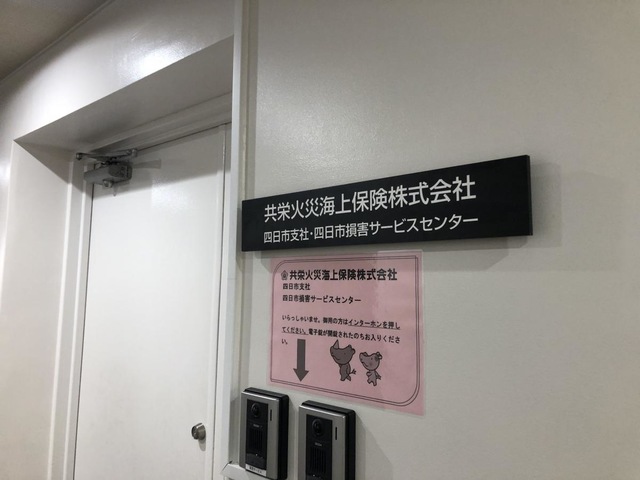 共栄火災海上保険株式会社
四日市支社・四日市損害サービスセンター
共栄火災海上保険株式会社
四日市支社
四日市損害サービスセンター
いらっしゃいませ。御用の方はインターホンを押し
てください。電子錠が開錠されたのちお入りくださ
い。